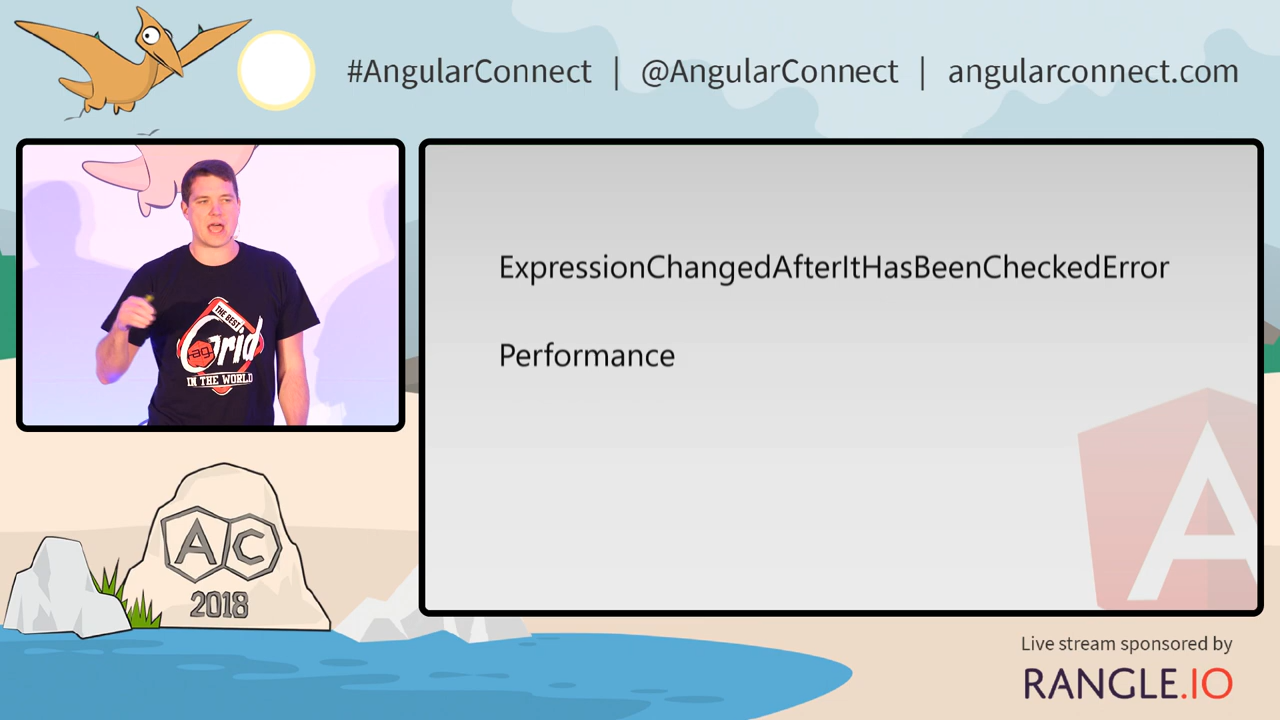 #AngularConnect | @AngularConnect | angularconnect.com
THE BEST
ag
Grid
IN THE WORLD
ExpressionChangedAfterItHasBeenCheckedError
Performance
A
AC
2018
Live stream sponsored by
RANGLE.IO